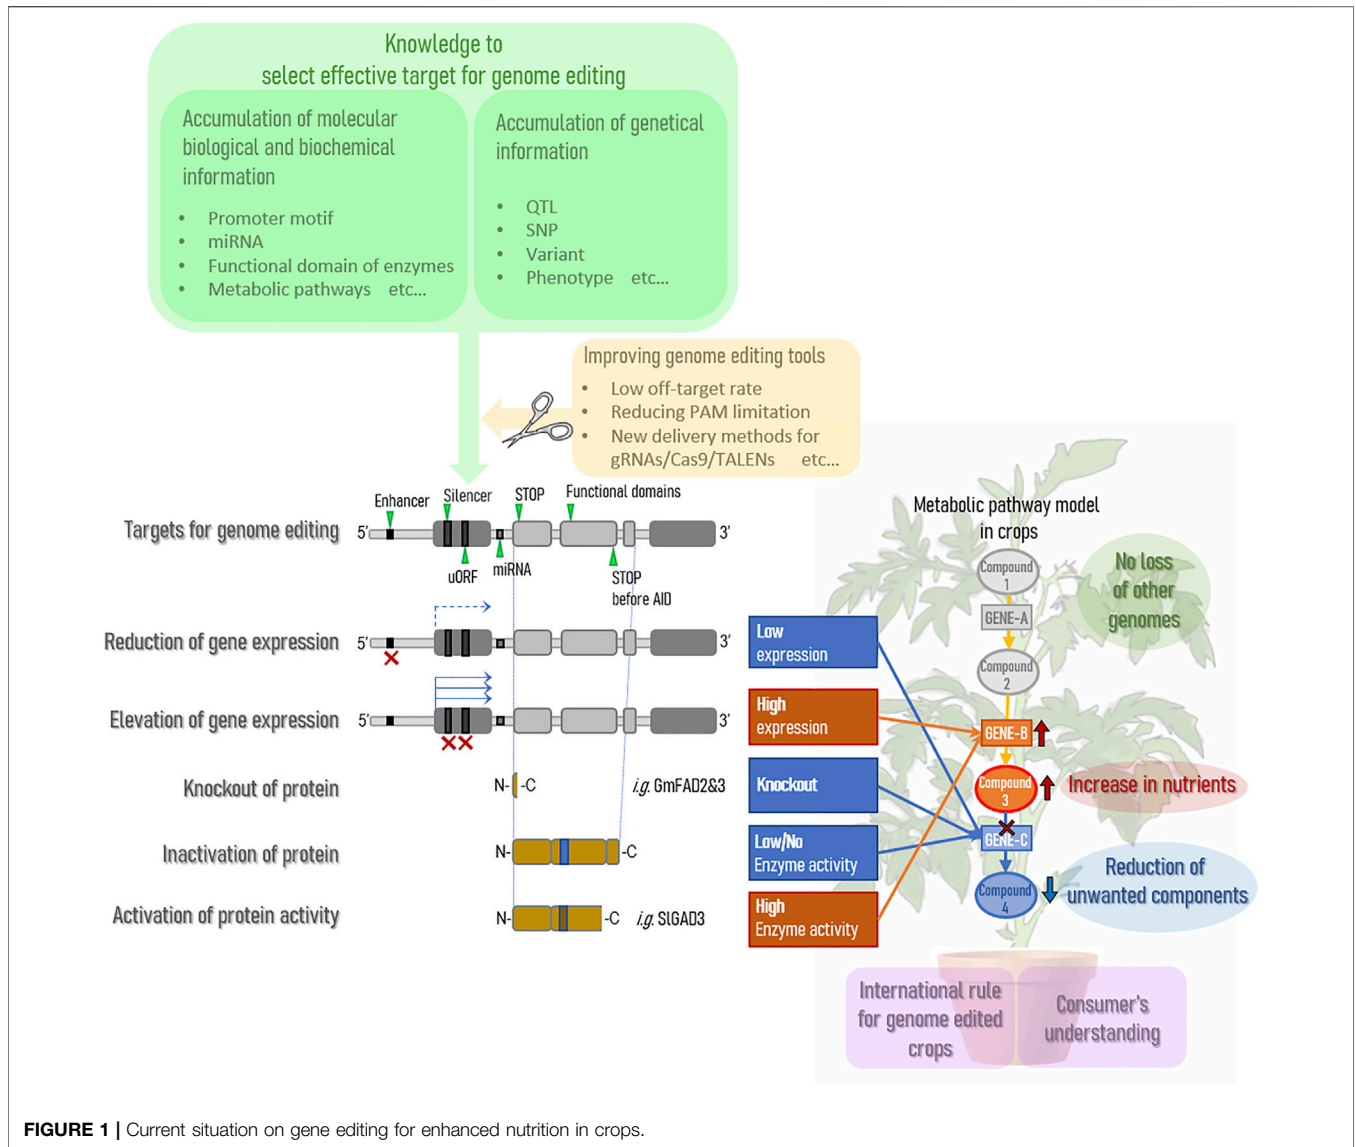 Knowledge to
select effective target for genome editing
Accumulation of molecular
biological and biochemical
information
• Promoter motif
• miRNA
• Functional domain of enzymes
• Metabolic pathways etc...
Accumulation of genetical
information
• QTL
• SNP
• Variant
• Phenotype etc...
Improving genome editing tools
• Low off-target rate
• Reducing PAM limitation
• New delivery methods for
gRNAs/Cas9/TALENs etc...
Targets for genome editing
5'
Enhancer
Silencer
STOP
Functional domains
3'
uORF
miRNA
STOP
before AID
Reduction of gene expression
5'
3'
Elevation of gene expression
5'
3'
Knockout of protein
N- -C
i.g. GmFAD2&3
Inactivation of protein
N- -C
Activation of protein activity
N- -C
i.g. SlGAD3
Low
expression
High
expression
Knockout
Low/No
Enzyme activity
High
Enzyme activity
Metabolic pathway model
in crops
Compound
1
GENE-A
Compound
2
GENE-B
Compound
3
GENE-C
Compound
4
No loss
of other
genomes
Increase in nutrients
Reduction of
unwanted components
International rule
for genome edited
crops
Consumer's
understanding
FIGURE 1 | Current situation on gene editing for enhanced nutrition in crops.